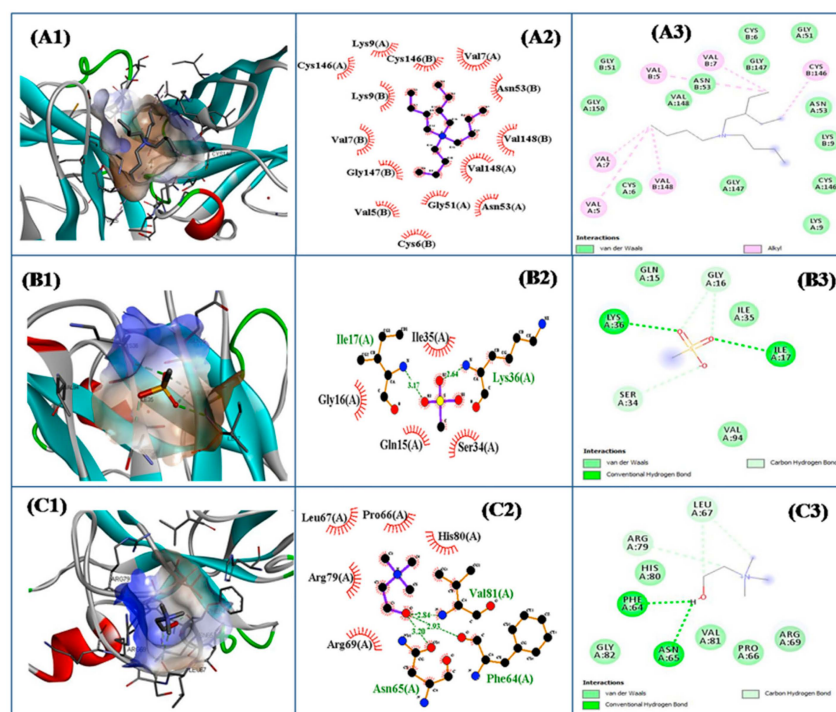 (A1)
(A2)
Lys9(A)
Cys146(A)
Cys146(B)
Val7(A)
Lys9(B)
Asn53(B)
Val7(B)
Val148(B)
Gly147(B)
Val148(A)
Val5(B)
Gly51(A)
Asn53(A)
Cys6(B)
(A3)
CYS
B:6
GLY
A:51
GLY
B:51
VAL
B:7
GLY
B:147
VAL
B:5
ASN
B:53
CYS
B:146
GLY
A:150
VAL
A:148
ASN
A:53
LYS
B:9
VAL
A:7
CYS
A:6
VAL
B:148
GLY
A:147
CYS
A:146
VAL
A:5
LYS
A:9
Interactions
van der Waals
Alkyl
(B1)
(B2)
Ile17(A)
Ile35(A)
2.64
Lys36(A)
3.17
Gly16(A)
Gln15(A)
Ser34(A)
(B3)
GLN
A:15
GLY
A:16
LYS
A:36
ILE
A:35
ILE
A:17
SER
A:34
VAL
A:94
Interactions
van der Waals
Conventional Hydrogen Bond
Carbon Hydrogen Bond
(C1)
ARG79
(C2)
Leu67(A)
Pro66(A)
His80(A)
Arg79(A)
Val81(A)
2.84
2.93
3.20
Arg69(A)
Asn65(A)
Phe64(A)
(C3)
LEU
A:67
ARG
A:79
HIS
A:80
PHE
A:64
GLY
A:82
ASN
A:65
VAL
A:81
PRO
A:66
ARG
A:69
Interactions
van der Waals
Conventional Hydrogen Bond
Carbon Hydrogen Bond